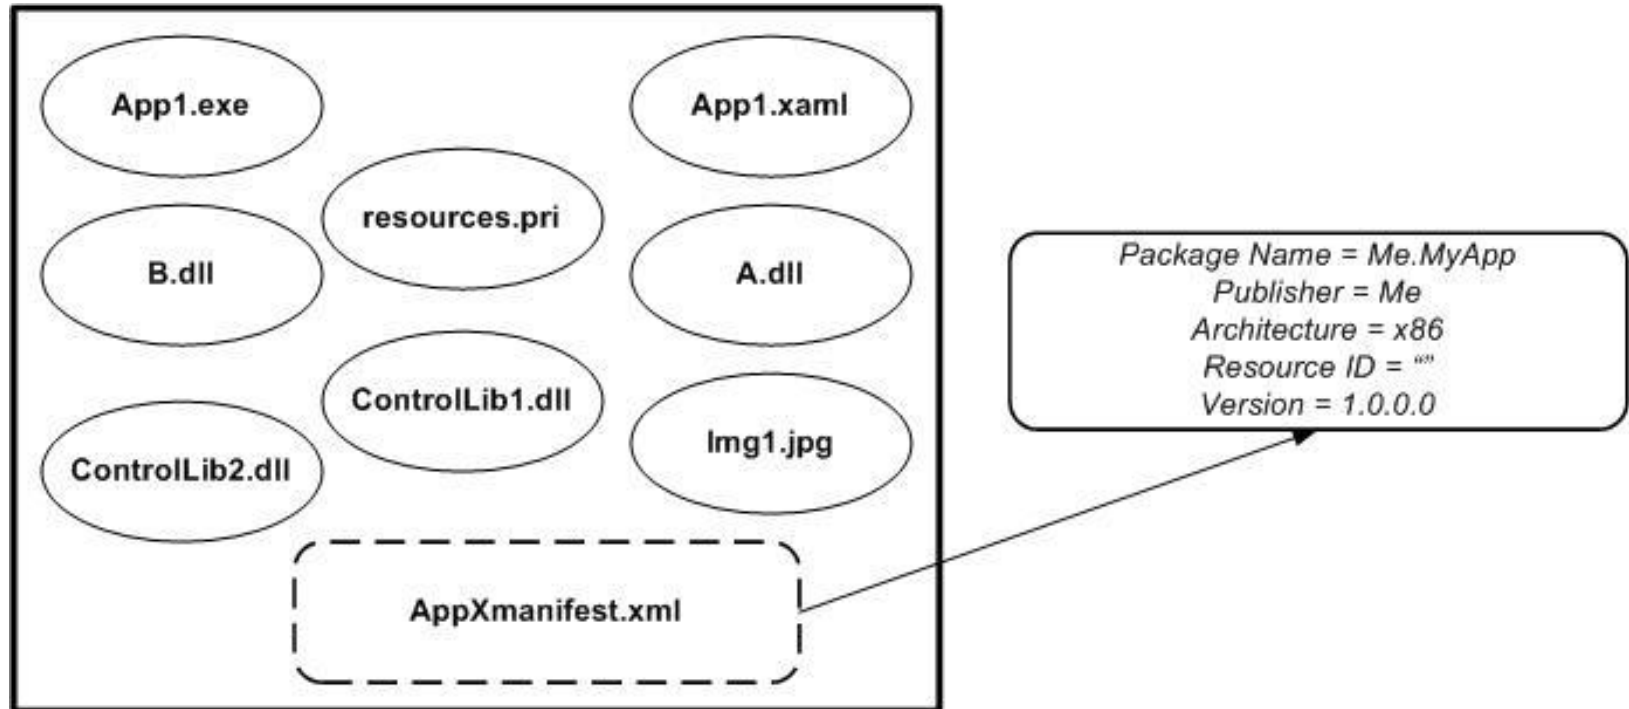 App1.exe
App1.xaml
resources.pri
B.dll
A.dll
ControlLib1.dll
Img1.jpg
ControlLib2.dll
AppXmanifest.xml
Package Name = Me.MyApp
Publisher = Me
Architecture = x86
Resource ID = “”
Version = 1.0.0.0